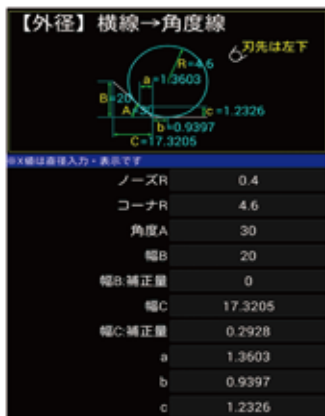 【外径】横線→角度線
刃先は左下
R=4.6
a=1.3603
B=20
A=30
c=1.2326
b=0.9397
C=17.3205
※X値は直径入力・表示です
ノーズR 0.4
コーナR 4.6
角度A 30
幅B 20
幅B:補正量 0
幅C 17.3205
幅C:補正量 0.2928
a 1.3603
b 0.9397
c 1.2326